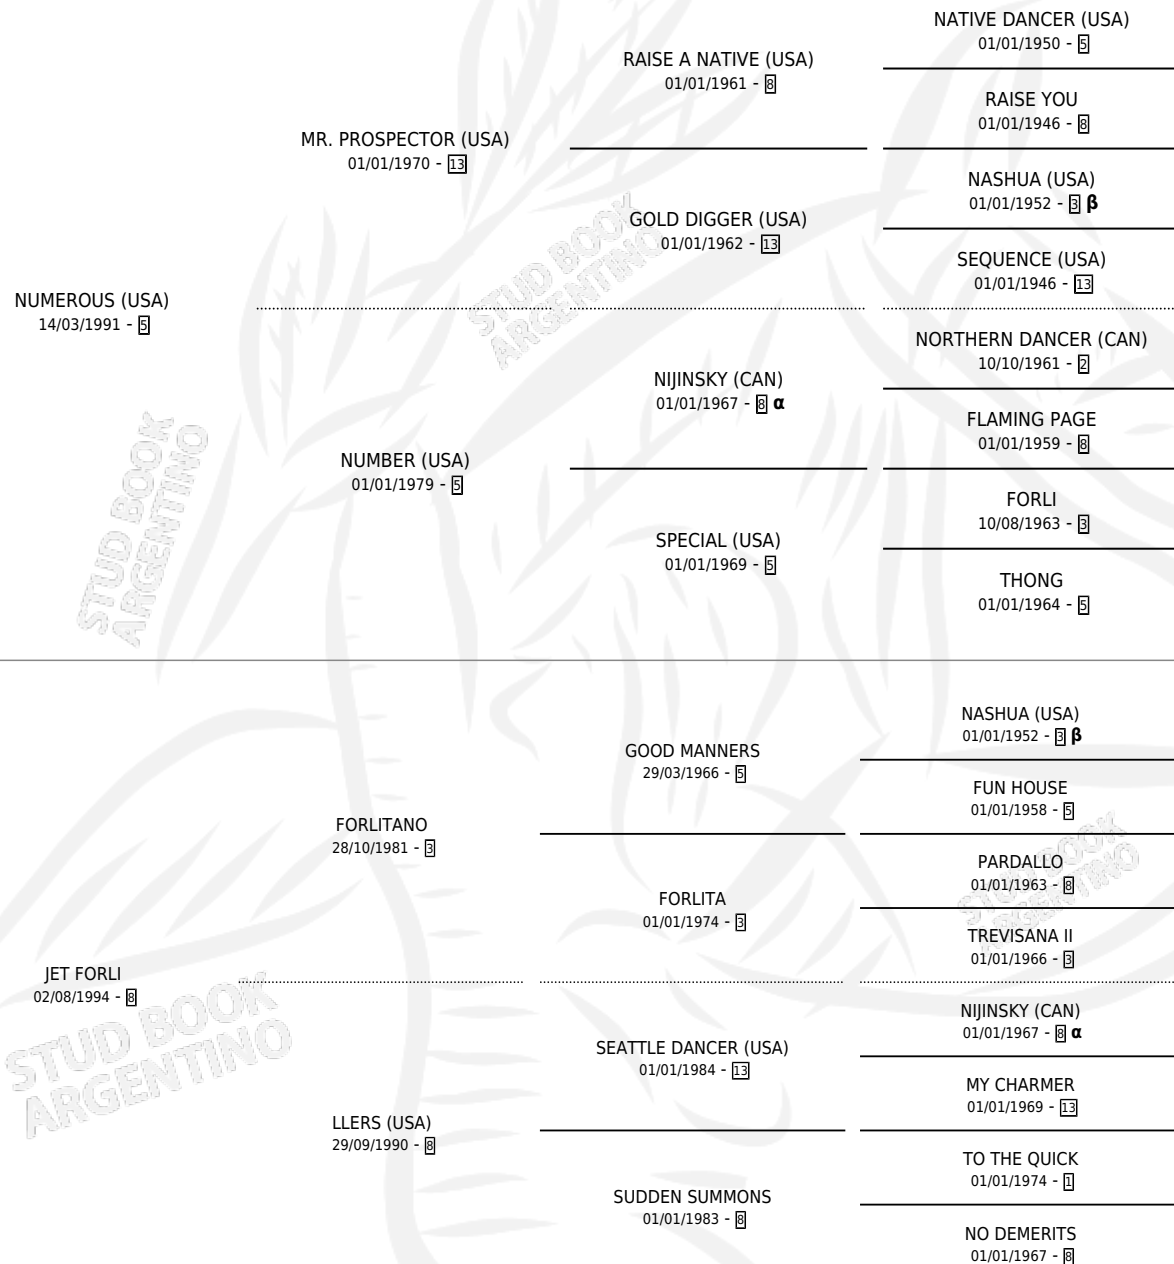 NUMEROUS (USA)
14/03/1991 - 5
MR. PROSPECTOR (USA)
01/01/1970 - 13
RAISE A NATIVE (USA)
01/01/1961 - 8
NATIVE DANCER (USA)
01/01/1950 - 5
RAISE YOU
01/01/1946 - 8
GOLD DIGGER (USA)
01/01/1962 - 13
NASHUA (USA)
01/01/1952 - 3 β
SEQUENCE (USA)
01/01/1946 - 13
NUMBER (USA)
01/01/1979 - 5
NIJINSKY (CAN)
01/01/1967 - 8 α
NORTHERN DANCER (CAN)
10/10/1961 - 2
FLAMING PAGE
01/01/1959 - 8
SPECIAL (USA)
01/01/1969 - 5
FORLI
10/08/1963 - 3
THONG
01/01/1964 - 5
JET FORLI
02/08/1994 - 8
FORLITANO
28/10/1981 - 3
GOOD MANNERS
29/03/1966 - 5
NASHUA (USA)
01/01/1952 - 3 β
FUN HOUSE
01/01/1958 - 5
FORLITA
01/01/1974 - 3
PARDALLO
01/01/1963 - 8
TREVISANA II
01/01/1966 - 3
LLERS (USA)
29/09/1990 - 8
SEATTLE DANCER (USA)
01/01/1984 - 13
NIJINSKY (CAN)
01/01/1967 - 8 α
MY CHARMER
01/01/1969 - 13
SUDDEN SUMMONS
01/01/1983 - 8
TO THE QUICK
01/01/1974 - 1
NO DEMERITS
01/01/1967 - 8
STUD BOOK
ARGENTINO
STUD BOOK
ARGENTINO
STUD BOOK
ARGENTINO
STUD BOOK
ARGENTINO